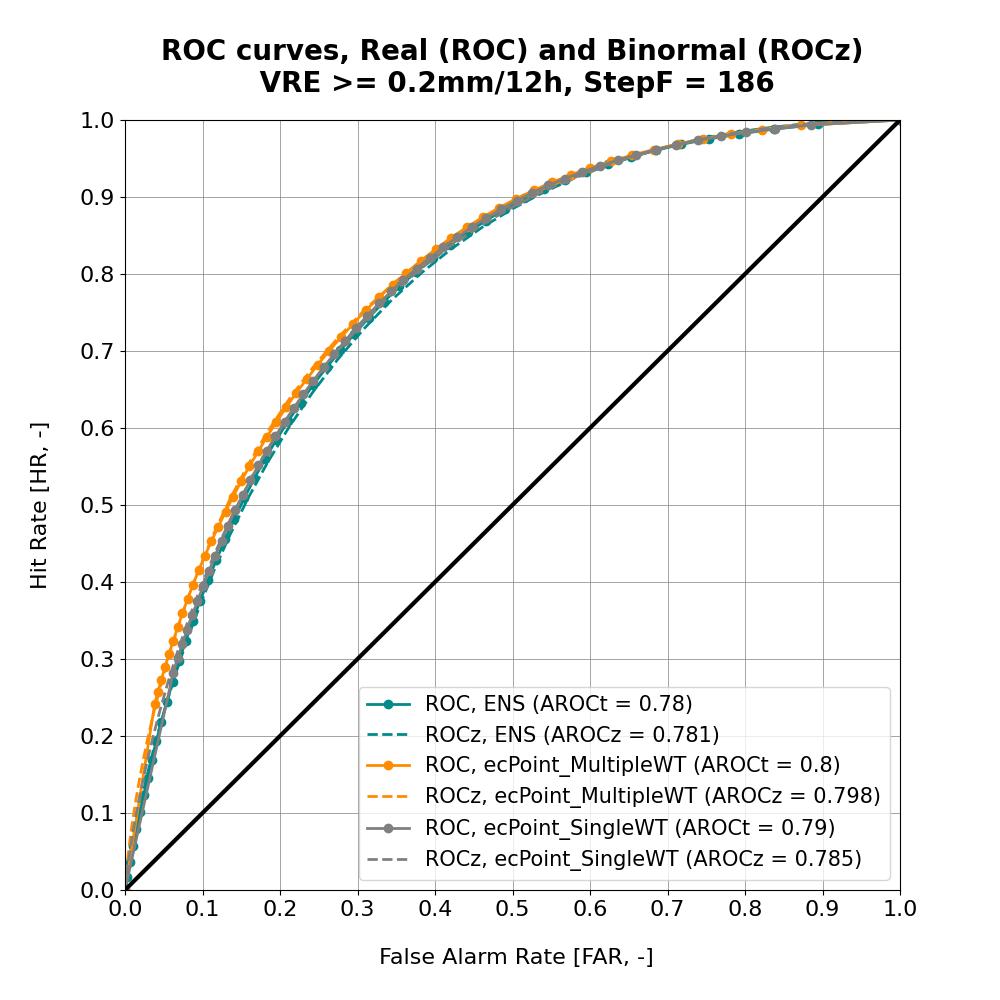 ROC curves, Real (ROC) and Binormal (ROCz)
VRE >= 0.2mm/12h, StepF = 186
1.0
0.9
0.8
0.7
0.6
0.5
0.4
0.3
0.2
0.1
0.0
Hit Rate [HR, -]
ROC, ENS (AROCt = 0.78)
ROCz, ENS (AROCz = 0.781)
ROC, ecPoint_MultipleWT (AROCt = 0.8)
ROCz, ecPoint_MultipleWT (AROCz = 0.798)
ROC, ecPoint_SingleWT (AROCt = 0.79)
ROCz, ecPoint_SingleWT (AROCz = 0.785)
0.0 0.1 0.2 0.3 0.4 0.5 0.6 0.7 0.8 0.9 1.0
False Alarm Rate [FAR, -]